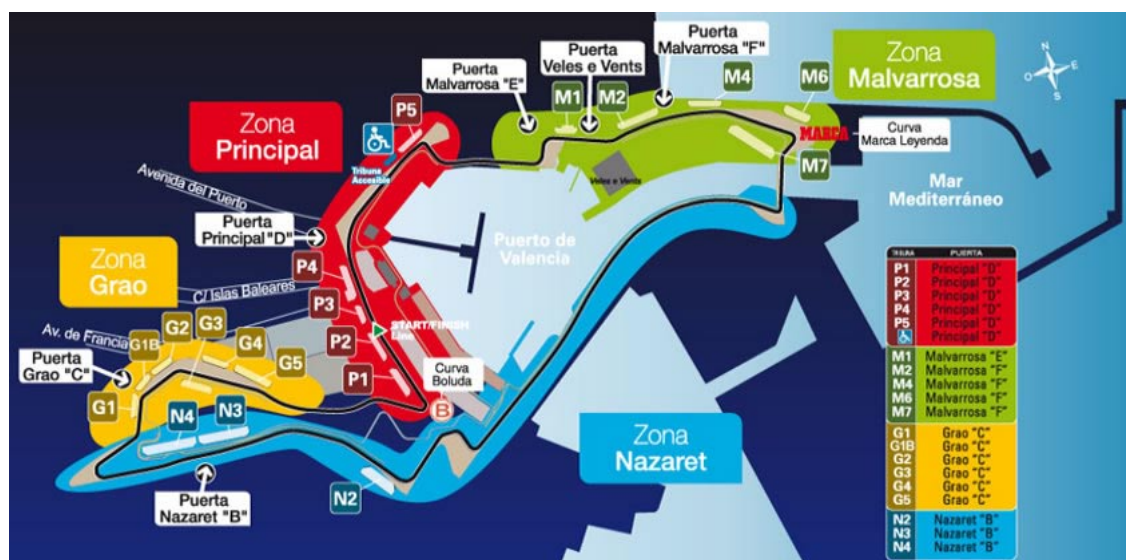 Puerta
Malvarrosa "F"
Puerta
Veles e Vents
Zona
Malvarrosa
Puerta
Malvarrosa "E"
M1
M2
M4
M6
N
E
S
O
P5
Zona
Principal
Tribuna
Accesible
MARCA
Curva
Marca Leyenda
M7
Veles e Vents
Avenida del Puerto
Mar
Mediterráneo
Puerta
Principal "D"
Puerto de
Valencia
Zona
Grao
P4
C/ Islas Baleares
P3
START/FINISH
Line
Av. de Francia
G1B
G2
G3
G4
G5
P2
P1
Puerta
Grao "C"
Curva
Boluda
B
G1
N4
N3
N2
Zona
Nazaret
Puerta
Nazaret "B"
TRIBUNA PUERTA
P1 Principal "D"
P2 Principal "D"
P3 Principal "D"
P4 Principal "D"
P5 Principal "D"
Principal "D"
M1 Malvarrosa "E"
M2 Malvarrosa "F"
M4 Malvarrosa "F"
M6 Malvarrosa "F"
M7 Malvarrosa "F"
G1 Grao "C"
G1B Grao "C"
G2 Grao "C"
G3 Grao "C"
G4 Grao "C"
G5 Grao "C"
N2 Nazaret "B"
N3 Nazaret "B"
N4 Nazaret "B"